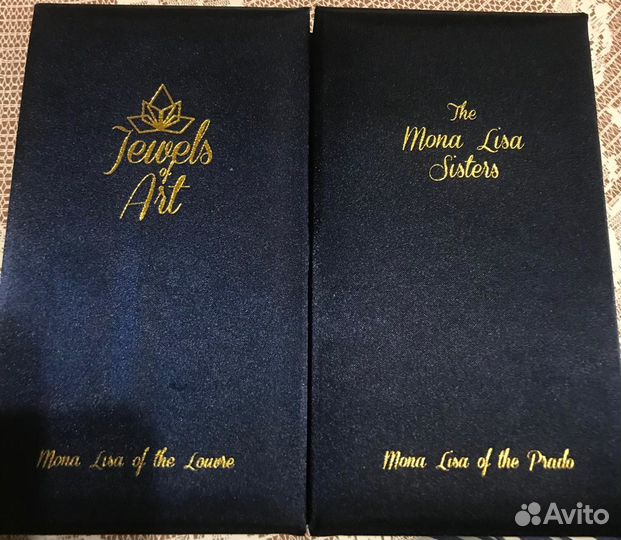 Jewels
of
Art
Mona Lisa of the Louvre
The
Mona Lisa
Sisters
Mona Lisa of the Prado
Avito